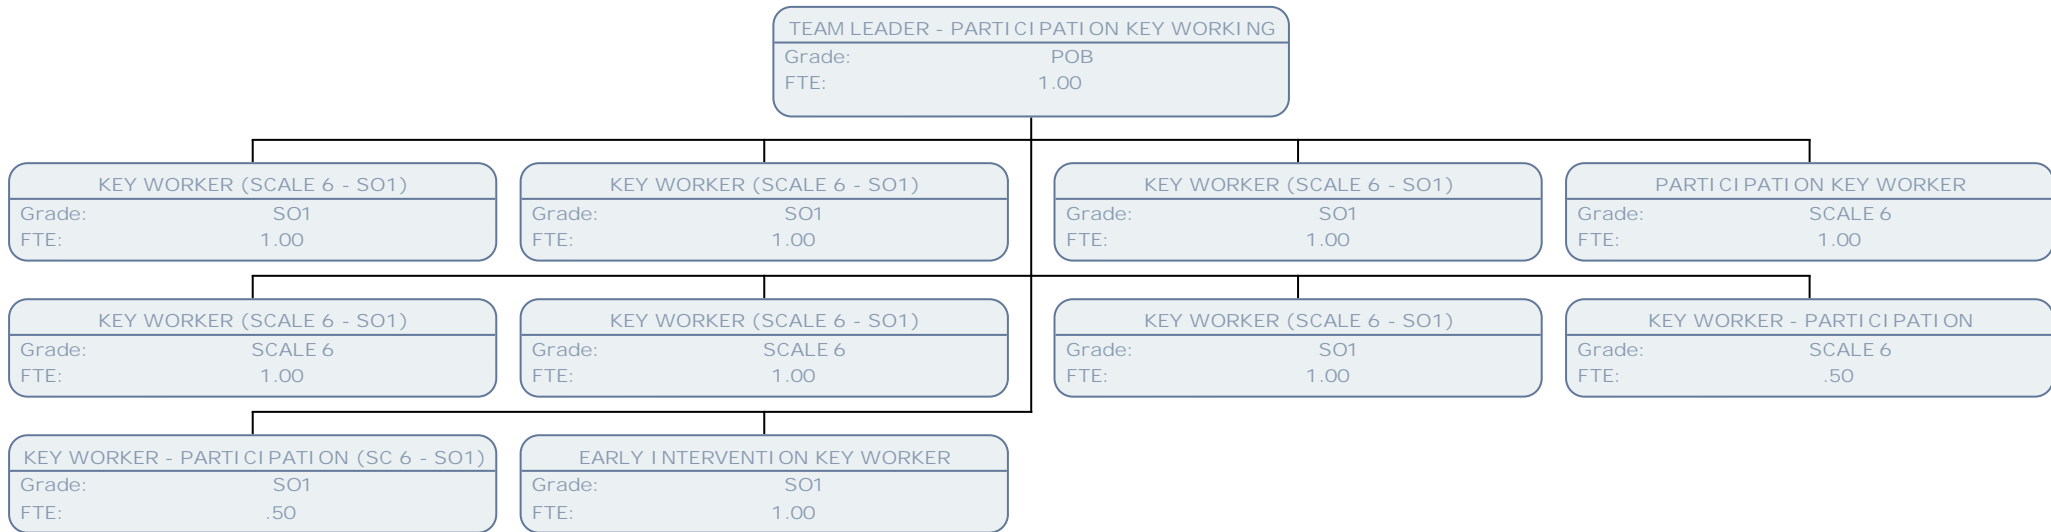 TEAM LEADER - PARTICIPATION KEY WORKING
Grade: POB
FTE: 1.00
KEY WORKER (SCALE 6 - SO1)
Grade: SO1
FTE: 1.00
KEY WORKER (SCALE 6 - SO1)
Grade: SO1
FTE: 1.00
KEY WORKER (SCALE 6 - SO1)
Grade: SO1
FTE: 1.00
PARTICIPATION KEY WORKER
Grade: SCALE 6
FTE: 1.00
KEY WORKER (SCALE 6 - SO1)
Grade: SCALE 6
FTE: 1.00
KEY WORKER (SCALE 6 - SO1)
Grade: SCALE 6
FTE: 1.00
KEY WORKER (SCALE 6 - SO1)
Grade: SO1
FTE: 1.00
KEY WORKER - PARTICIPATION
Grade: SCALE 6
FTE: .50
KEY WORKER - PARTICIPATION (SC 6 - SO1)
Grade: SO1
FTE: .50
EARLY INTERVENTION KEY WORKER
Grade: SO1
FTE: 1.00